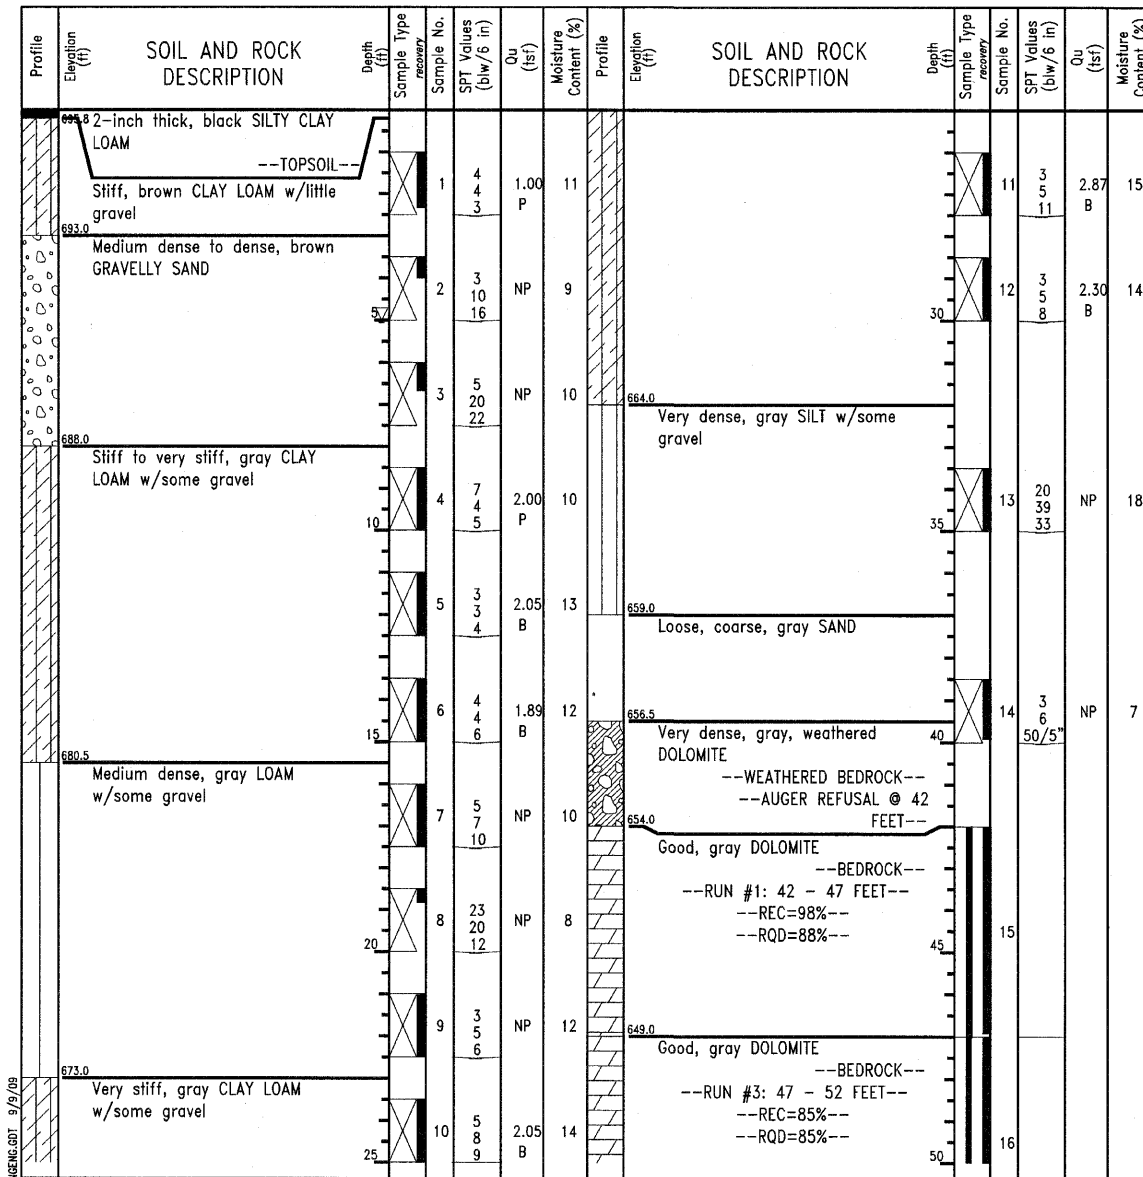 Profile
Elevation (ft)
SOIL AND ROCK
DESCRIPTION
Depth (ft)
Sample Type
recovery
Sample No.
SPT Values (blw/6 in)
Qu (tsf)
Moisture Content (%)
Profile
Elevation (ft)
SOIL AND ROCK
DESCRIPTION
Depth (ft)
Sample Type
recovery
Sample No.
SPT Values (blw/6 in)
Qu (tsf)
Moisture Content (%)
695.8 2-inch thick, black SILTY CLAY
LOAM
--TOPSOIL--
Stiff, brown CLAY LOAM w/little
gravel
1
4
4
3
1.00
P
11
693.0
Medium dense to dense, brown
GRAVELLY SAND
2
3
10
16
NP
9
5
3
5
20
22
NP
10
688.0
Stiff to very stiff, gray CLAY
LOAM w/some gravel
4
7
4
5
2.00
P
10
10
5
3
3
4
2.05
B
13
6
4
4
6
1.89
B
12
15
680.5
Medium dense, gray LOAM
w/some gravel
7
5
7
10
NP
10
8
23
20
12
NP
8
20
9
3
5
6
NP
12
673.0
Very stiff, gray CLAY LOAM
w/some gravel
10
5
8
9
2.05
B
14
25
11
3
5
11
2.87
B
15
12
3
5
8
2.30
B
14
30
664.0
Very dense, gray SILT w/some
gravel
13
20
39
33
NP
18
35
659.0
Loose, coarse, gray SAND
14
3
6
50/5"
NP
7
656.5
Very dense, gray, weathered
DOLOMITE
40
--WEATHERED BEDROCK--
--AUGER REFUSAL @ 42
FEET--
654.0
Good, gray DOLOMITE
--BEDROCK--
--RUN #1: 42 - 47 FEET--
--REC=98%--
--RQD=88%--
15
45
649.0
Good, gray DOLOMITE
--BEDROCK--
--RUN #3: 47 - 52 FEET--
--REC=85%--
--RQD=85%--
16
50
NGENG.GDT 9/9/09